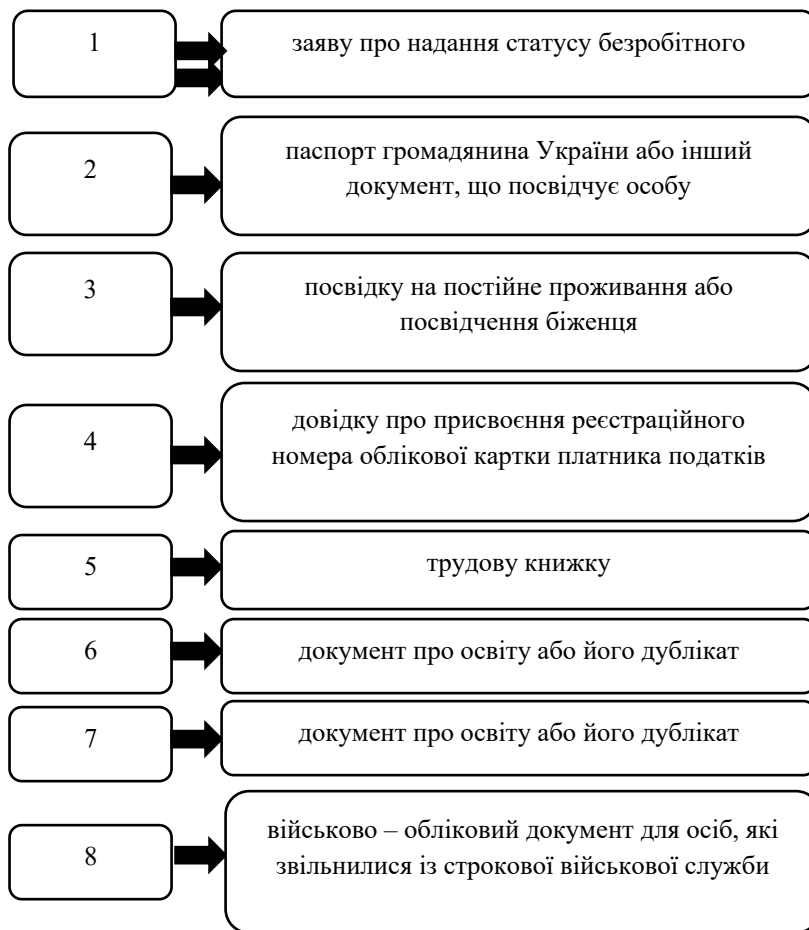 1
заяву про надання статусу безробітного
2
паспорт громадянина України або інший
документ, що посвідчує особу
3
посвідку на постійне проживання або
посвідчення біженця
4
довідку про присвоєння реєстраційного
номера облікової картки платника податків
5
трудову книжку
6
документ про освіту або його дублікат
7
документ про освіту або його дублікат
8
військово – обліковий документ для осіб, які
звільнилися із строкової військової служби